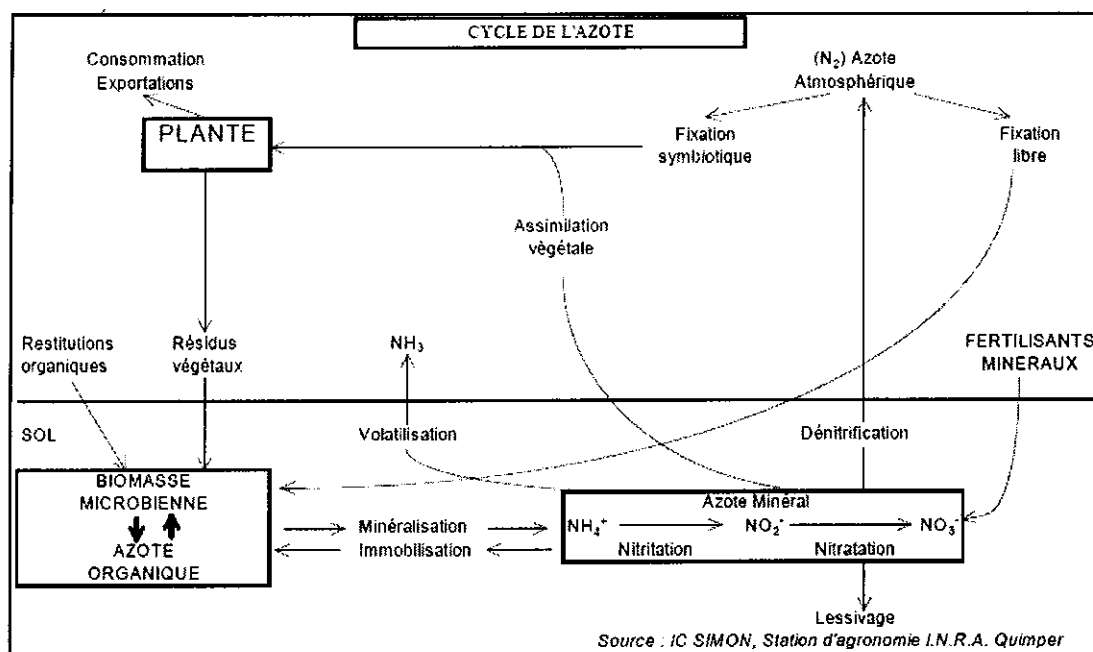 CYCLE DE L'AZOTE
Consommation
Exportations
(N₂) Azote
Atmosphérique
PLANTE
Fixation
symbiotique
Fixation
libre
Assimilation
vègétale
Restitutions
organiques
Résidus
végétaux
NH₃
FERTILISANTS
MINERAUX
SOL
Volatilisation
Dénitrification
BIOMASSE
MICROBIENNE
AZOTE
ORGANIQUE
Minéralisation
Immobilisation
Azote Minéral
NH₄⁺ NO₂⁻ NO₃⁻
Nitritation Nitratation
Lessivage
Source : IC SIMON, Station d'agronomie I.N.R.A. Quimper